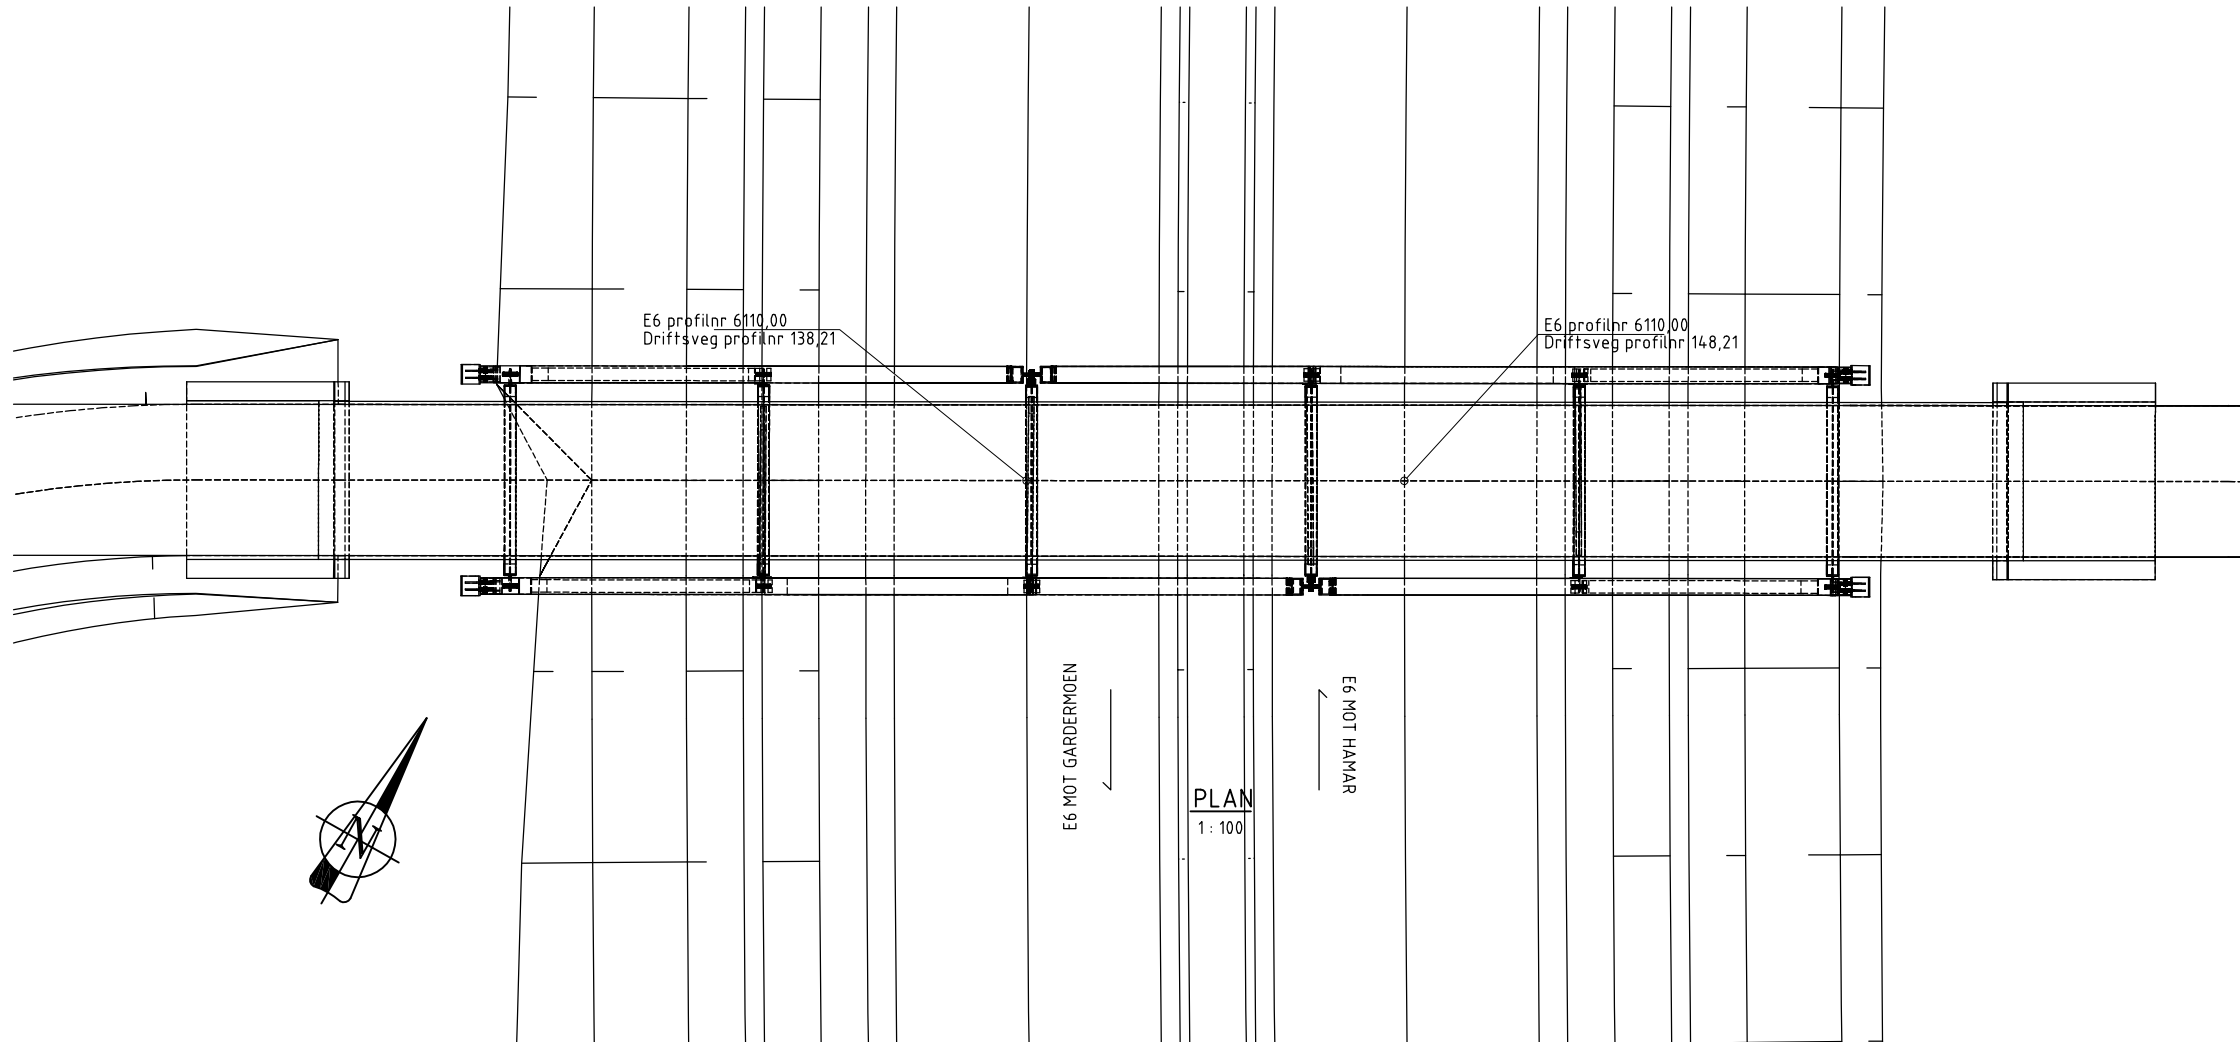 E6 profilnr 6110,00
Driftsveg profilnr 138,21
E6 profilnr 6110,00
Driftsveg profilnr 148,21
E6 MOT GARDERMOEN
E6 MOT HAMAR
PLAN
1 : 100
N